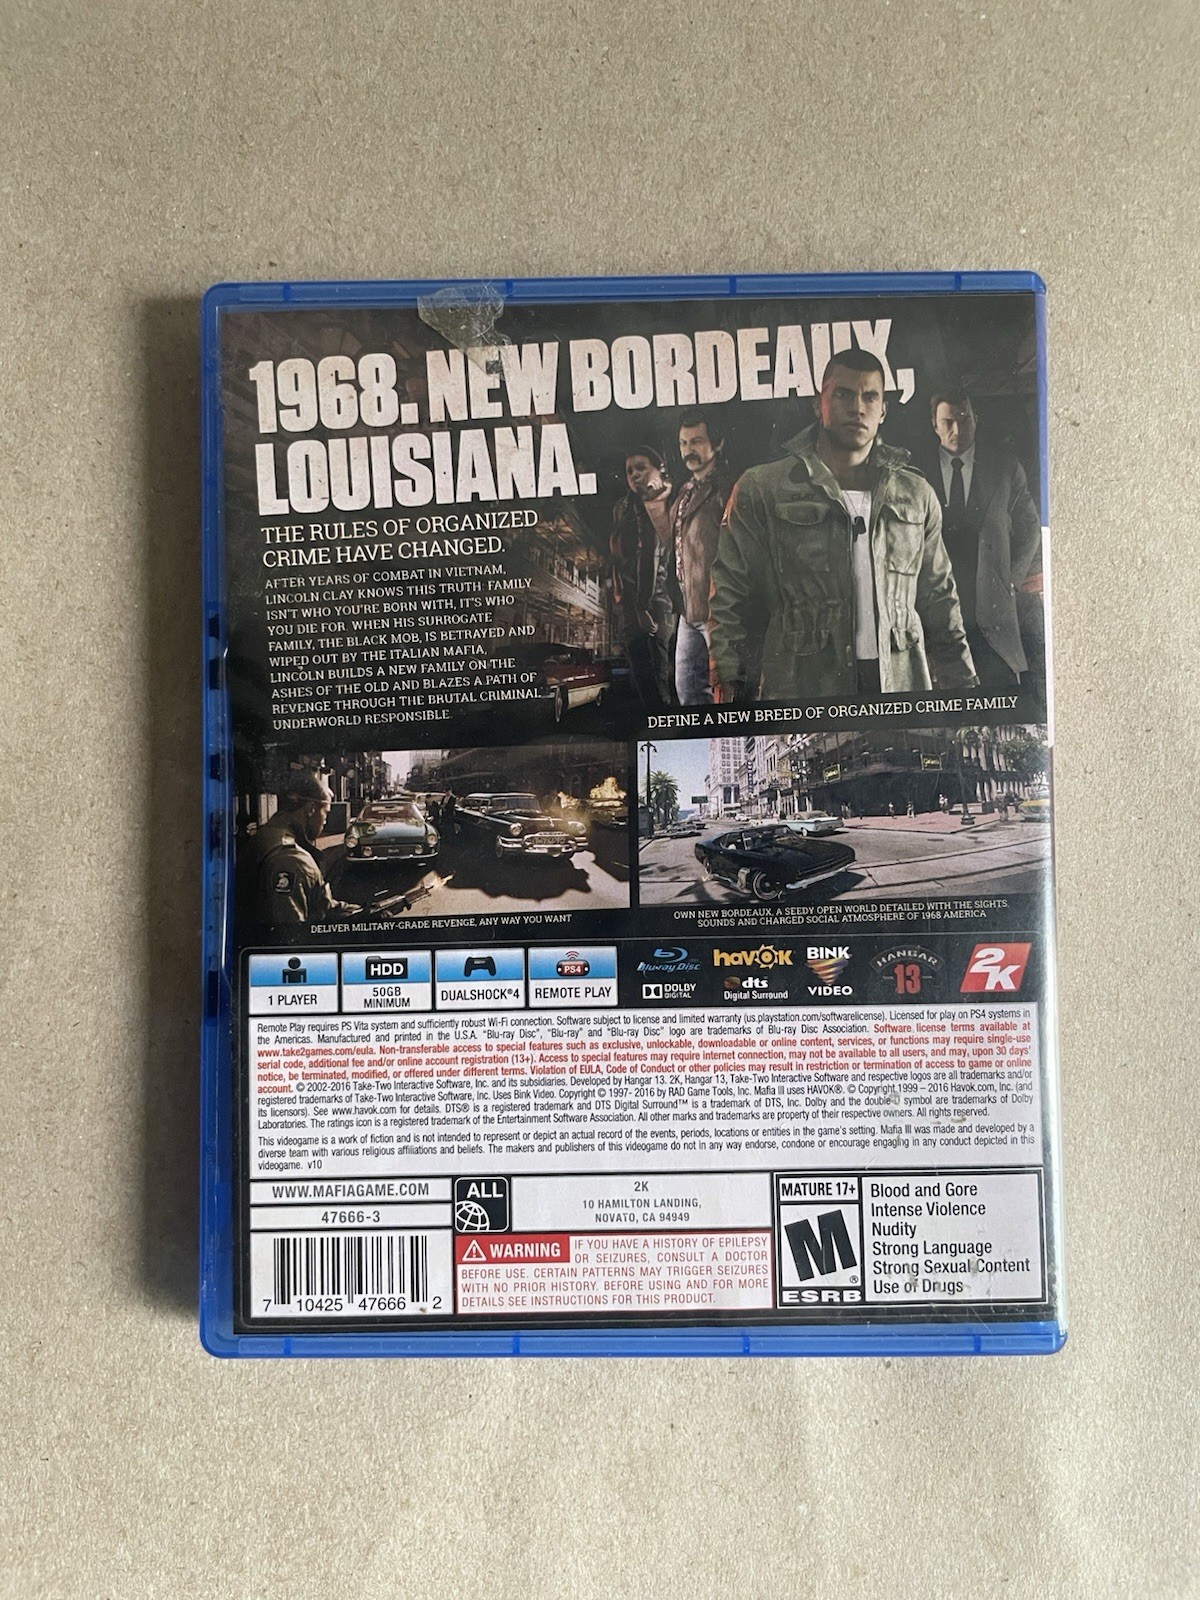 1968. NEW BORDEAUX,
LOUISIANA.
THE RULES OF ORGANIZED
CRIME HAVE CHANGED.
AFTER YEARS OF COMBAT IN VIETNAM,
LINCOLN CLAY KNOWS THIS TRUTH: FAMILY
ISN'T WHO YOU'RE BORN WITH, IT'S WHO
YOU DIE FOR. WHEN HIS SURROGATE
FAMILY, THE BLACK MOB, IS BETRAYED AND
WIPED OUT BY THE ITALIAN MAFIA,
LINCOLN BUILDS A NEW FAMILY ON THE
ASHES OF THE OLD AND BLAZES A PATH OF
REVENGE THROUGH THE BRUTAL CRIMINAL
UNDERWORLD RESPONSIBLE.
DEFINE A NEW BREED OF ORGANIZED CRIME FAMILY
DELIVER MILITARY-GRADE REVENGE, ANY WAY YOU WANT
OWN NEW BORDEAUX, A SEEDY OPEN WORLD DETAILED WITH THE SIGHTS,
SOUNDS AND CHARGED SOCIAL ATMOSPHERE OF 1968 AMERICA
1 PLAYER
HDD
50GB
MINIMUM
DUALSHOCK®4
PS4
REMOTE PLAY
Blu-ray Disc
DOLBY
DIGITAL
havok
dts
Digital Surround
BINK
VIDEO
HANGAR
13
2K
Remote Play requires PS Vita system and sufficiently robust Wi-Fi connection. Software subject to license and limited warranty (us.playstation.com/softwarelicense). Licensed for play on PS4 systems in
the Americas. Manufactured and printed in the U.S.A. "Blu-ray Disc", "Blu-ray" and "Blu-ray Disc" logo are trademarks of Blu-ray Disc Association. Software license terms available at
www.take2games.com/eula. Non-transferable access to special features such as exclusive, unlockable, downloadable or online content, services, or functions may require single-use
serial code, additional fee and/or online account registration (13+). Access to special features may require internet connection, may not be available to all users, and may, upon 30 days'
notice, be terminated, modified, or offered under different terms. Violation of EULA, Code of Conduct or other policies may result in restriction or termination of access to game or online
account. © 2002-2016 Take-Two Interactive Software, Inc. and its subsidiaries. Developed by Hangar 13. 2K, Hangar 13, Take-Two Interactive Software and respective logos are all trademarks and/or
registered trademarks of Take-Two Interactive Software, Inc. Uses Bink Video. Copyright © 1997- 2016 by RAD Game Tools, Inc. Mafia III uses HAVOK®. © Copyright 1999 – 2016 Havok.com, Inc. (and
its licensors). See www.havok.com for details. DTS® is a registered trademark and DTS Digital Surround™ is a trademark of DTS, Inc. Dolby and the double-D symbol are trademarks of Dolby
Laboratories. The ratings icon is a registered trademark of the Entertainment Software Association. All other marks and trademarks are property of their respective owners. All rights reserved.
This videogame is a work of fiction and is not intended to represent or depict an actual record of the events, periods, locations or entities in the game's setting. Mafia III was made and developed by a
diverse team with various religious affiliations and beliefs. The makers and publishers of this videogame do not in any way endorse, condone or encourage engaging in any conduct depicted in this
videogame. v10
WWW.MAFIAGAME.COM
47666-3
7 10425 47666 2
ALL
2K
10 HAMILTON LANDING,
NOVATO, CA 94949
WARNING IF YOU HAVE A HISTORY OF EPILEPSY
OR SEIZURES, CONSULT A DOCTOR
BEFORE USE. CERTAIN PATTERNS MAY TRIGGER SEIZURES
WITH NO PRIOR HISTORY. BEFORE USING AND FOR MORE
DETAILS SEE INSTRUCTIONS FOR THIS PRODUCT.
MATURE 17+
M
®
ESRB
Blood and Gore
Intense Violence
Nudity
Strong Language
Strong Sexual Content
Use of Drugs